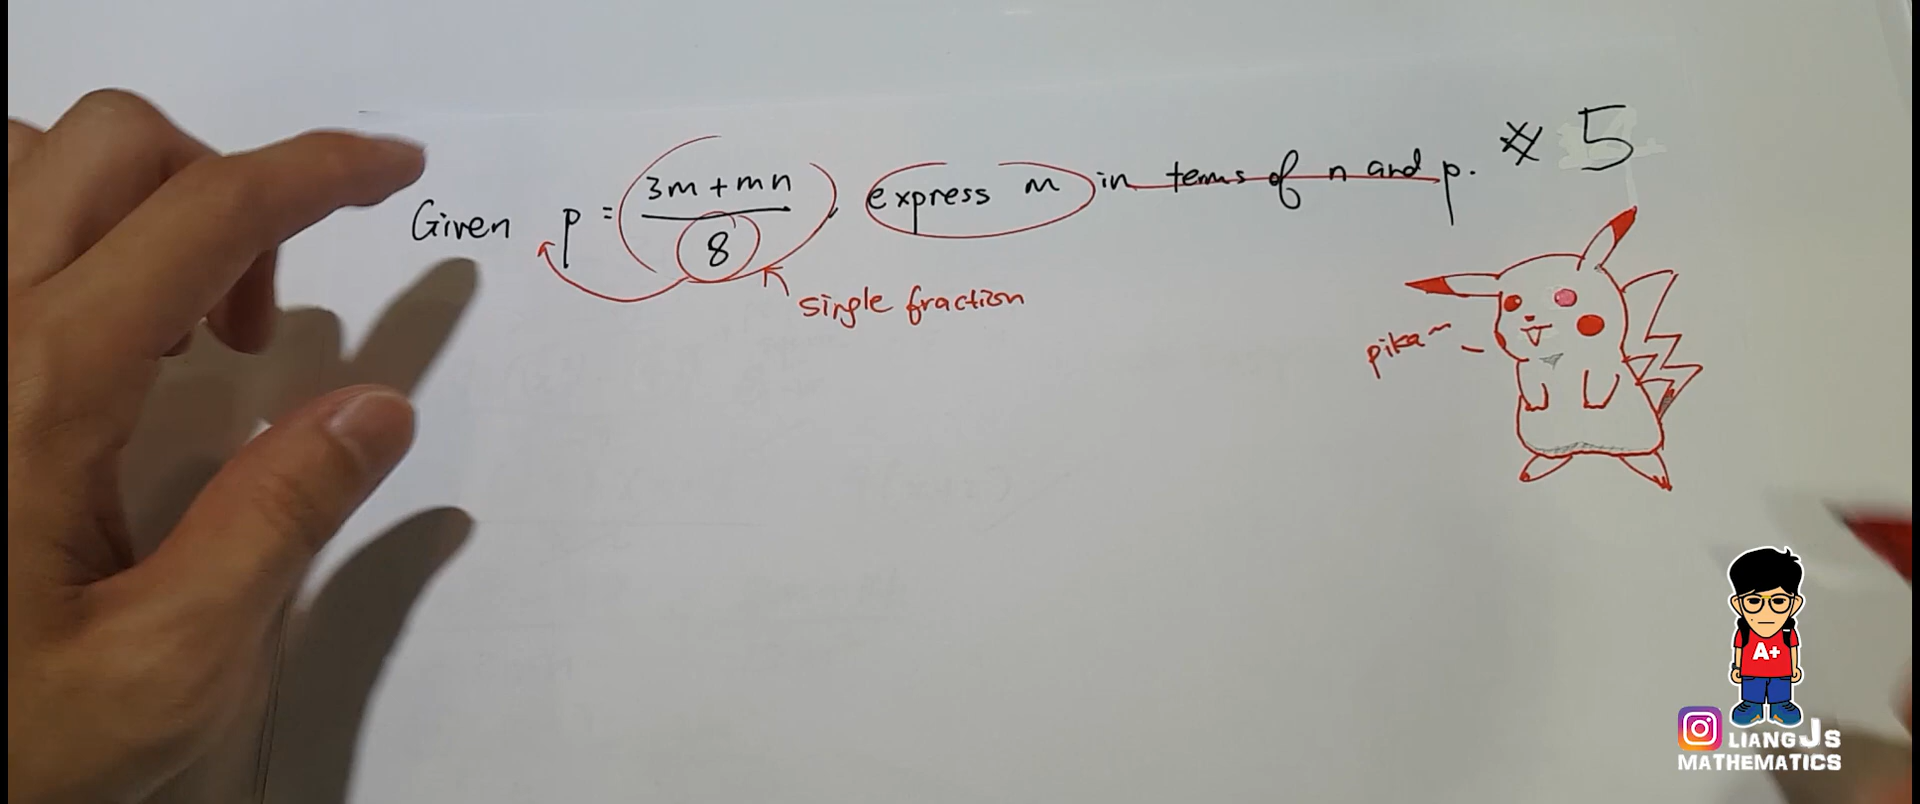 Given p = (3m + mn)/8, express m in terms of n and p. # 5
single fraction
pika~
A+
LIANGJS
MATHEMATICS